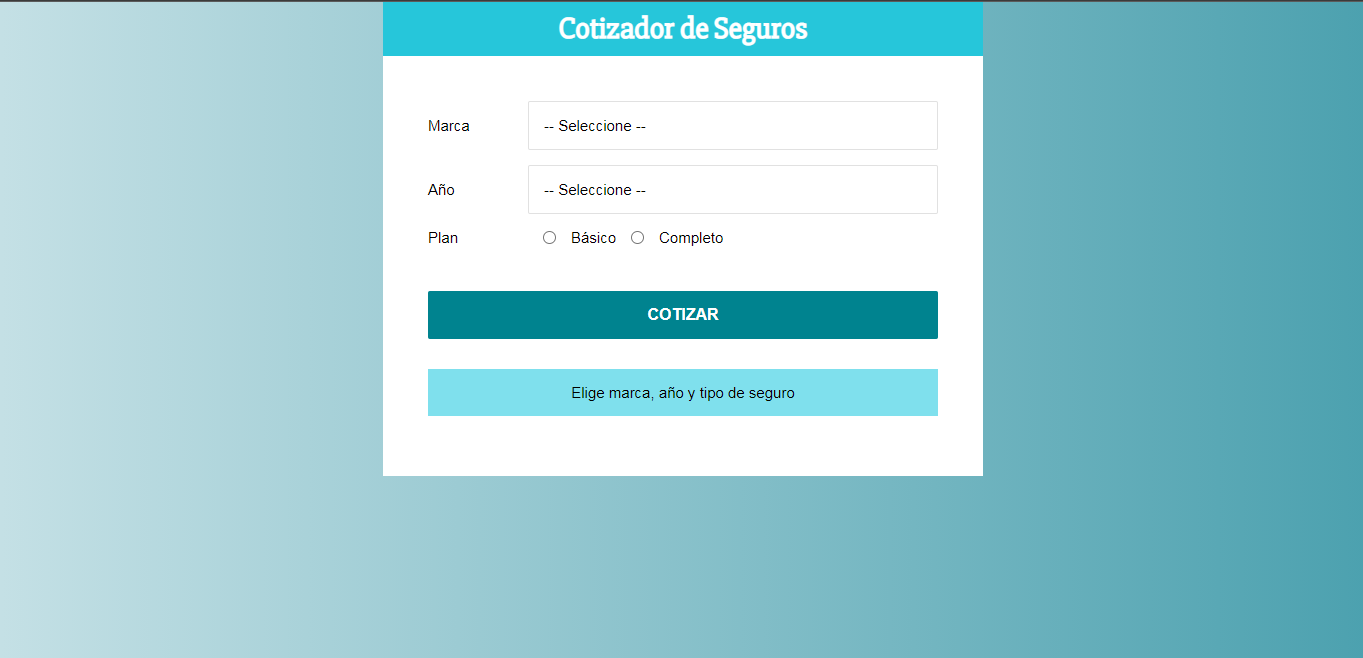 Cotizador de Seguros
Marca -- Seleccione --
Año -- Seleccione --
Plan Básico Completo
COTIZAR
Elige marca, año y tipo de seguro